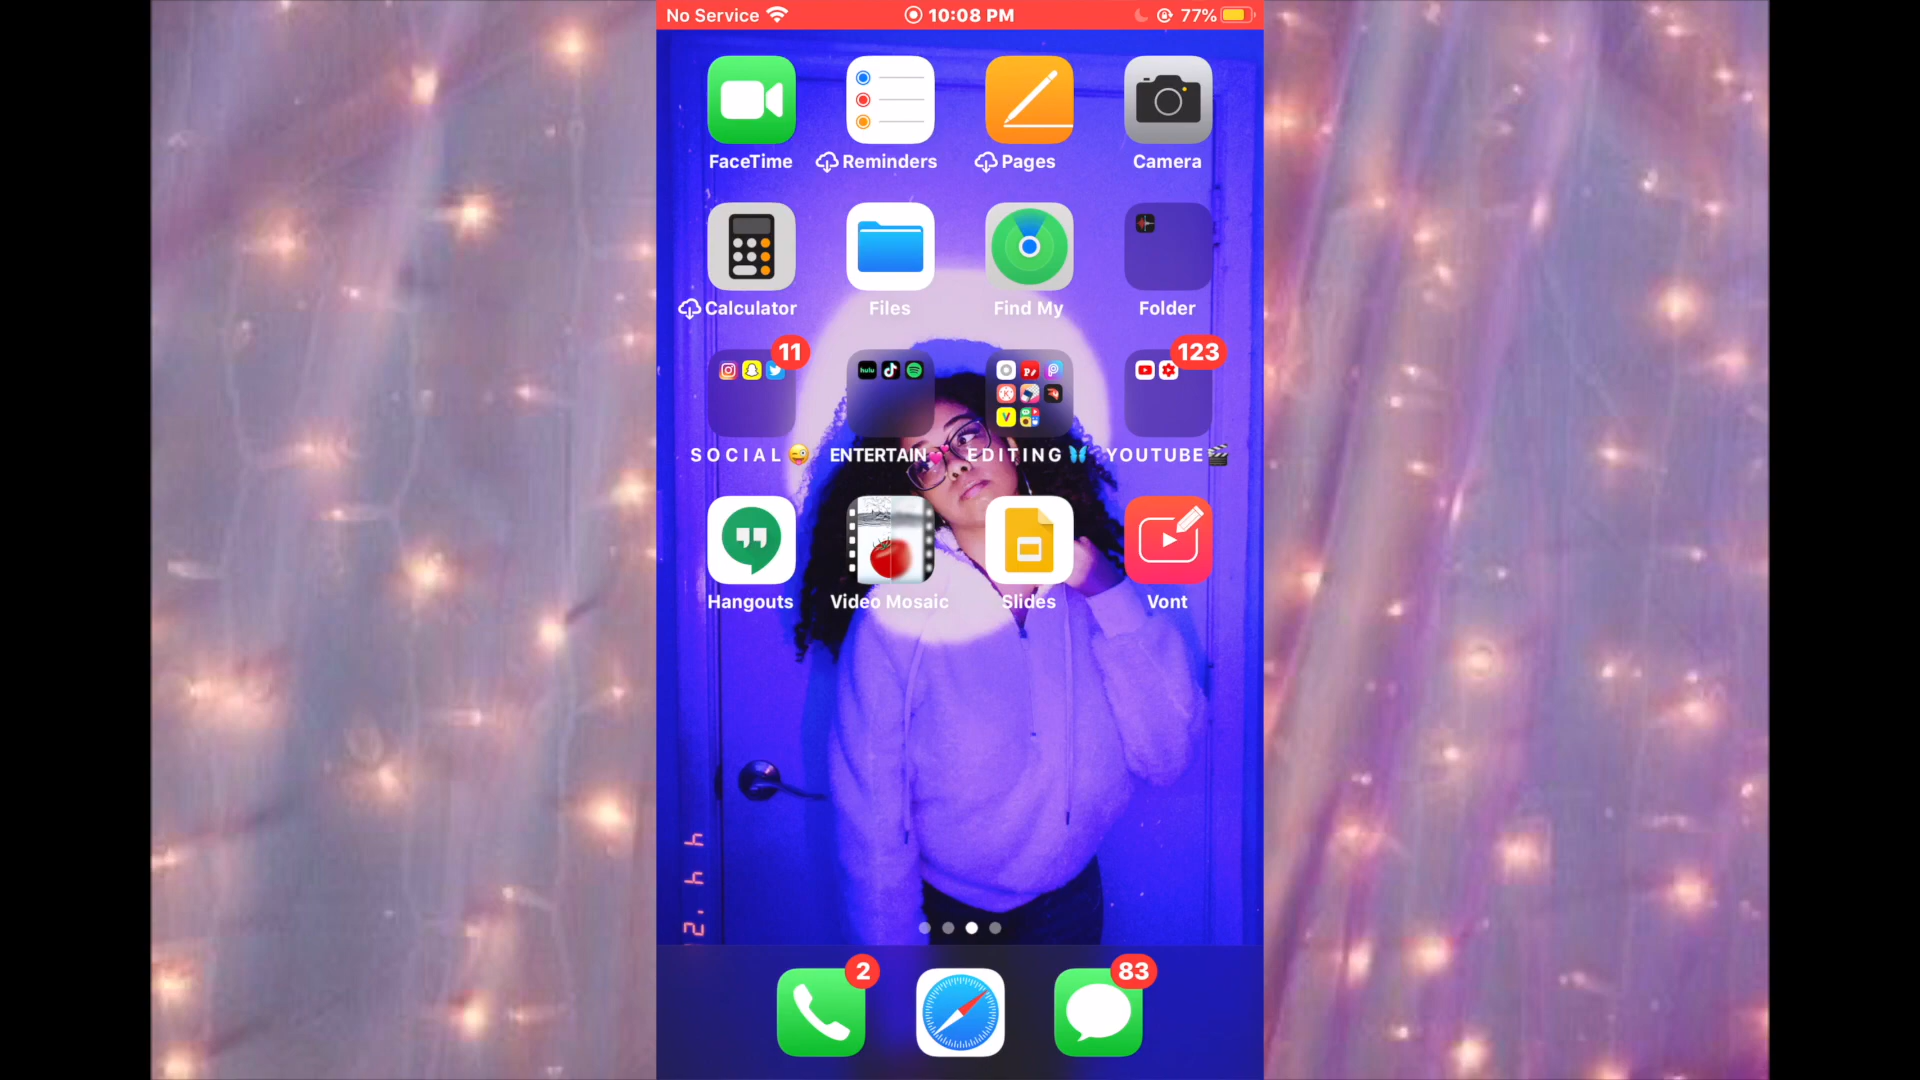 No Service 10:08 PM 77%
FaceTime Reminders Pages Camera
Calculator Files Find My Folder
11 123
hulu
SOCIAL😜 ENTERTAIN EDITING🦋 YOUTUBE🎬
Hangouts Video Mosaic Slides Vont
2 83